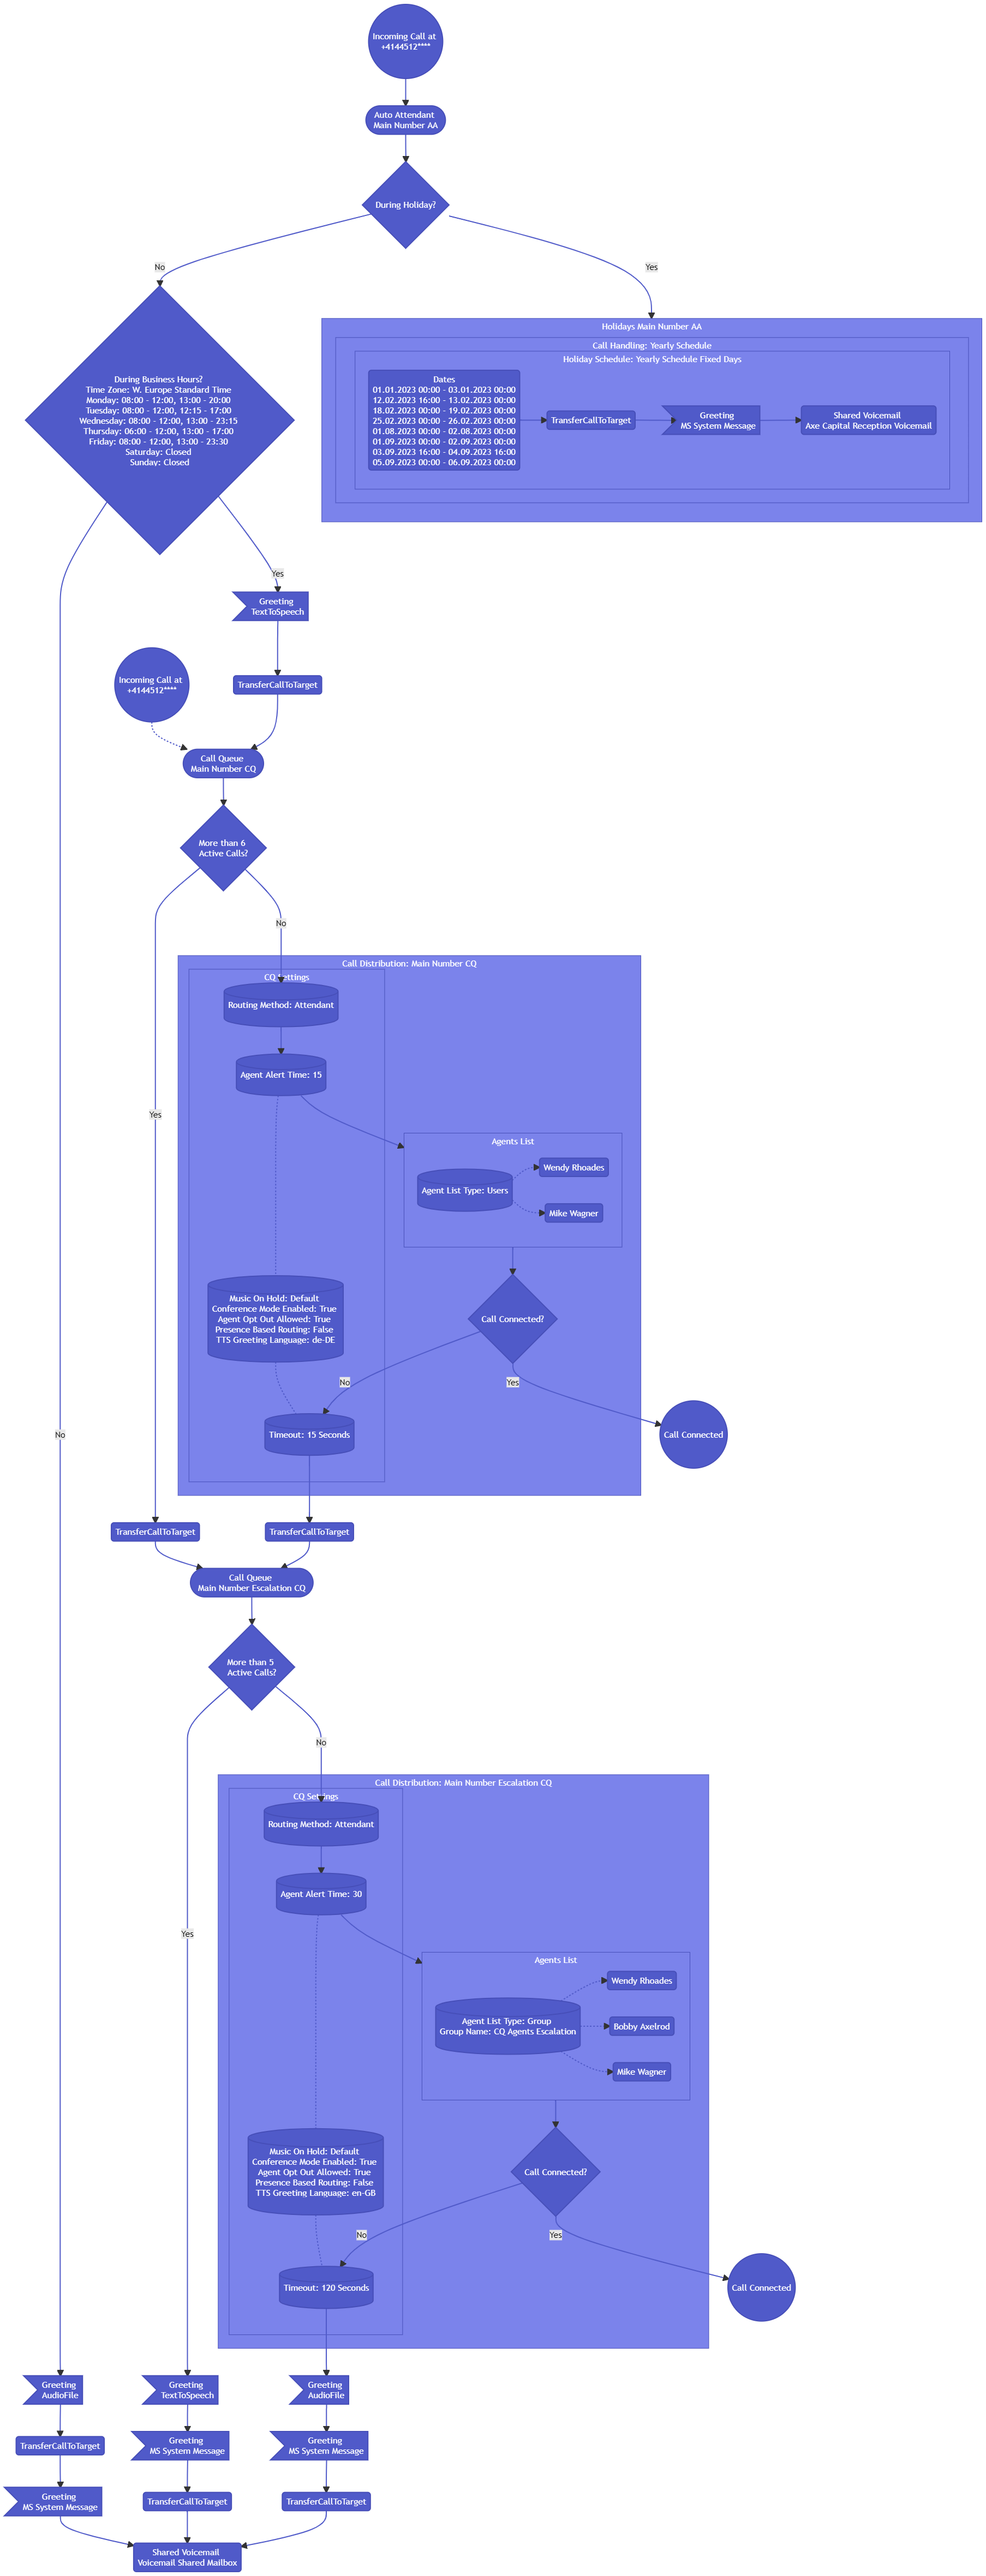 Incoming Call at
+4144512****
Auto Attendant
Main Number AA
During Holiday?
No
Yes
Holidays Main Number AA
Call Handling: Yearly Schedule
Holiday Schedule: Yearly Schedule Fixed Days
Dates
01.01.2023 00:00 - 03.01.2023 00:00
12.02.2023 16:00 - 13.02.2023 00:00
18.02.2023 00:00 - 19.02.2023 00:00
25.02.2023 00:00 - 26.02.2023 00:00
01.08.2023 00:00 - 02.08.2023 00:00
01.09.2023 00:00 - 02.09.2023 00:00
03.09.2023 16:00 - 04.09.2023 16:00
05.09.2023 00:00 - 06.09.2023 00:00
TransferCallToTarget
Greeting
MS System Message
Shared Voicemail
Axe Capital Reception Voicemail
During Business Hours?
Time Zone: W. Europe Standard Time
Monday: 08:00 - 12:00, 13:00 - 20:00
Tuesday: 08:00 - 12:00, 12:15 - 17:00
Wednesday: 08:00 - 12:00, 13:00 - 23:15
Thursday: 06:00 - 12:00, 13:00 - 17:00
Friday: 08:00 - 12:00, 13:00 - 23:30
Saturday: Closed
Sunday: Closed
Yes
Greeting
TextToSpeech
Incoming Call at
+4144512****
TransferCallToTarget
Call Queue
Main Number CQ
More than 6
Active Calls?
No
Call Distribution: Main Number CQ
CQ Settings
Routing Method: Attendant
Agent Alert Time: 15
Yes
Agents List
Agent List Type: Users
Wendy Rhoades
Mike Wagner
Music On Hold: Default
Conference Mode Enabled: True
Agent Opt Out Allowed: True
Presence Based Routing: False
TTS Greeting Language: de-DE
Call Connected?
No
Yes
No
Timeout: 15 Seconds
Call Connected
TransferCallToTarget
TransferCallToTarget
Call Queue
Main Number Escalation CQ
More than 5
Active Calls?
No
Call Distribution: Main Number Escalation CQ
CQ Settings
Routing Method: Attendant
Agent Alert Time: 30
Yes
Agents List
Agent List Type: Group
Group Name: CQ Agents Escalation
Wendy Rhoades
Bobby Axelrod
Mike Wagner
Music On Hold: Default
Conference Mode Enabled: True
Agent Opt Out Allowed: True
Presence Based Routing: False
TTS Greeting Language: en-GB
Call Connected?
No
Yes
Timeout: 120 Seconds
Call Connected
Greeting
AudioFile
Greeting
TextToSpeech
Greeting
AudioFile
TransferCallToTarget
Greeting
MS System Message
Greeting
MS System Message
Greeting
MS System Message
TransferCallToTarget
TransferCallToTarget
Shared Voicemail
Voicemail Shared Mailbox